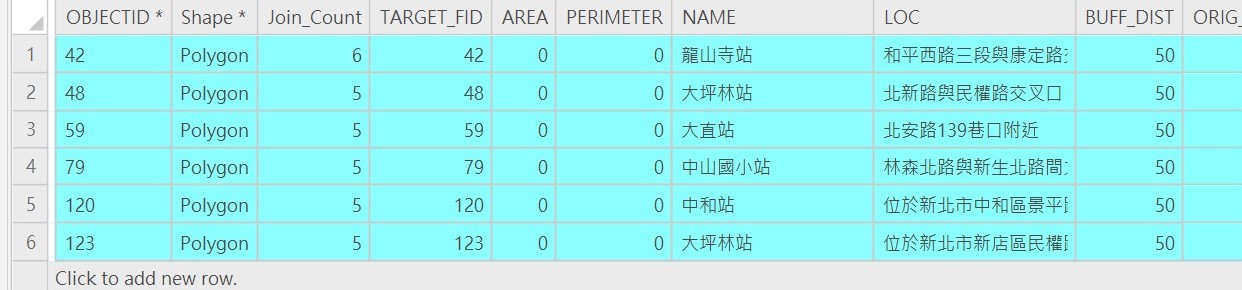 OBJECTID * Shape * Join_Count TARGET_FID AREA PERIMETER NAME LOC BUFF_DIST ORIG_
1 42 Polygon 6 42 0 0 龍山寺站 和平西路三段與康定路 50
2 48 Polygon 5 48 0 0 大坪林站 北新路與民權路交叉口 50
3 59 Polygon 5 59 0 0 大直站 北安路139巷口附近 50
4 79 Polygon 5 79 0 0 中山國小站 林森北路與新生北路間 50
5 120 Polygon 5 120 0 0 中和站 位於新北市中和區景平 50
6 123 Polygon 5 123 0 0 大坪林站 位於新北市新店區民權 50
Click to add new row.